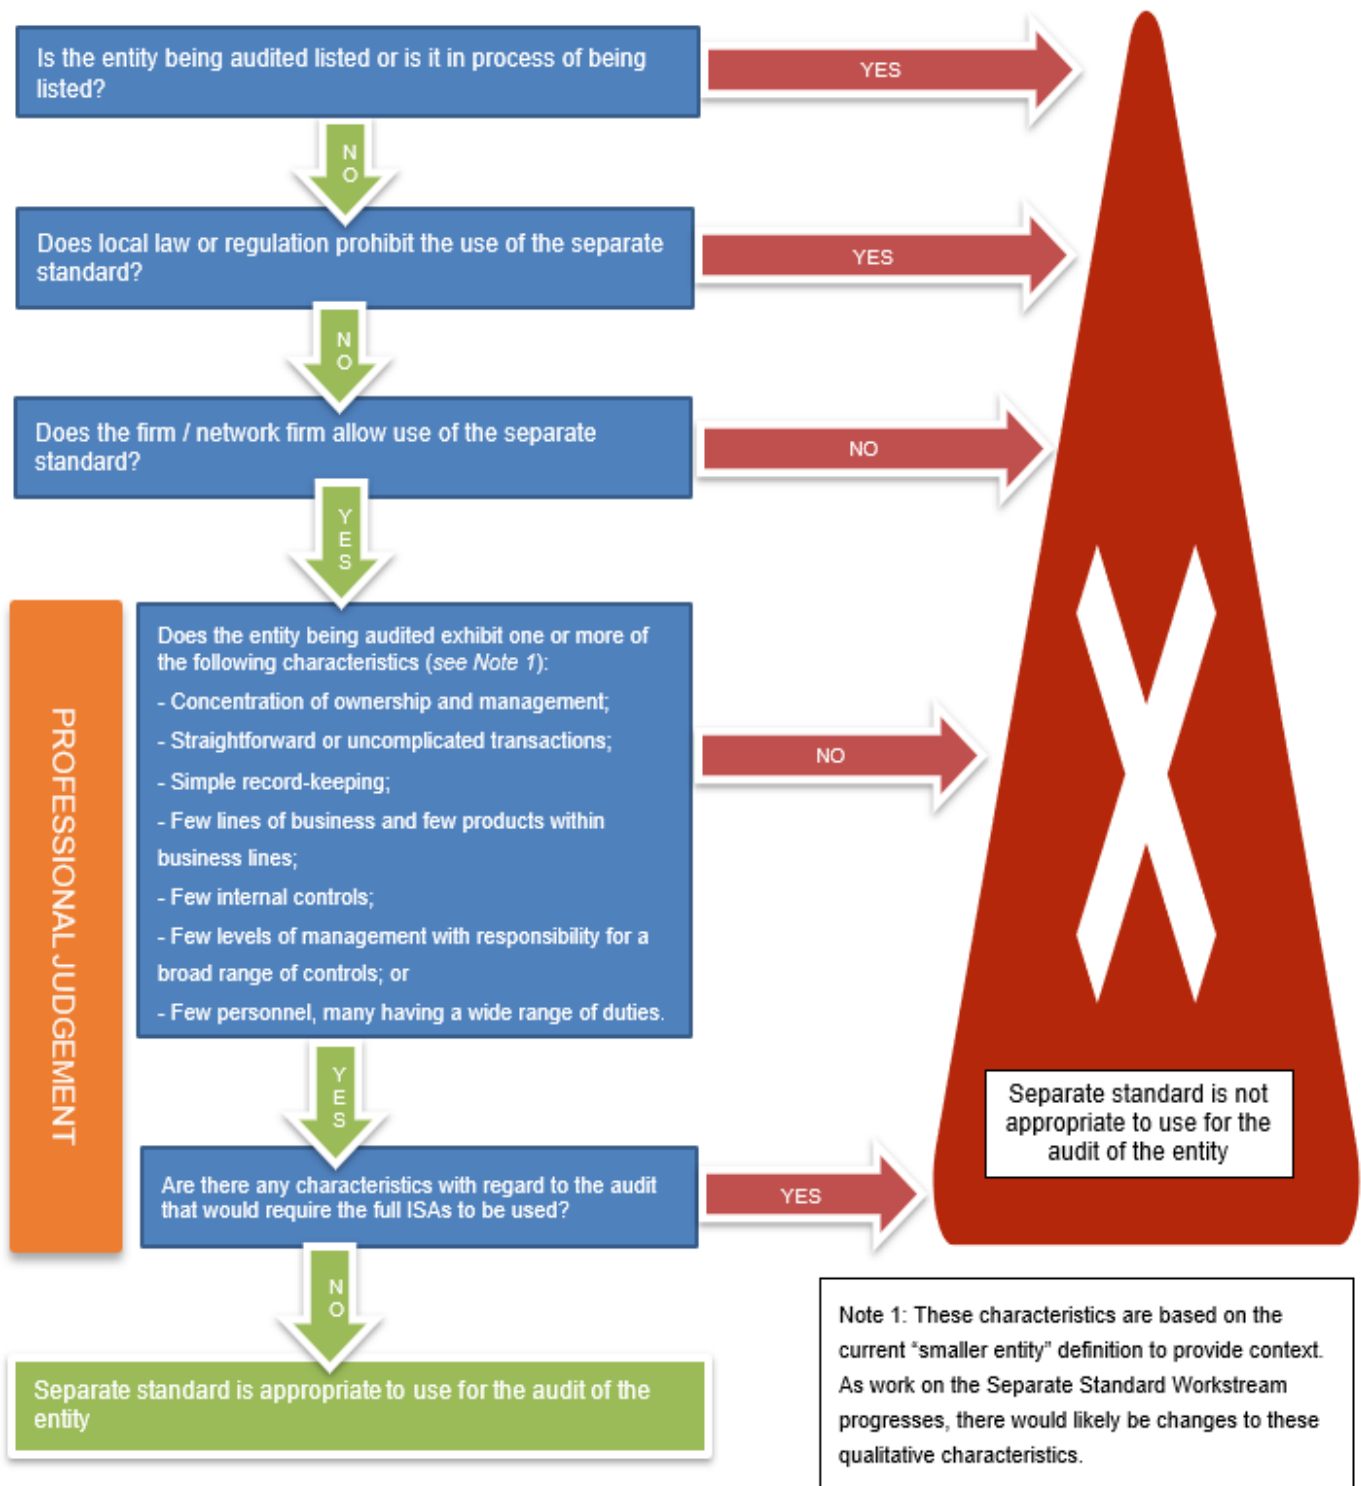 Is the entity being audited listed or is it in process of being
listed?
YES
NO
Does local law or regulation prohibit the use of the separate
standard?
YES
NO
Does the firm / network firm allow use of the separate
standard?
NO
YES
PROFESSIONAL JUDGEMENT
Does the entity being audited exhibit one or more of
the following characteristics (see Note 1):
- Concentration of ownership and management;
- Straightforward or uncomplicated transactions;
- Simple record-keeping;
- Few lines of business and few products within
business lines;
- Few internal controls;
- Few levels of management with responsibility for a
broad range of controls; or
- Few personnel, many having a wide range of duties.
NO
YES
Are there any characteristics with regard to the audit
that would require the full ISAs to be used?
YES
NO
Separate standard is appropriate to use for the audit of the
entity
X
Separate standard is not
appropriate to use for the
audit of the entity
Note 1: These characteristics are based on the
current “smaller entity” definition to provide context.
As work on the Separate Standard Workstream
progresses, there would likely be changes to these
qualitative characteristics.